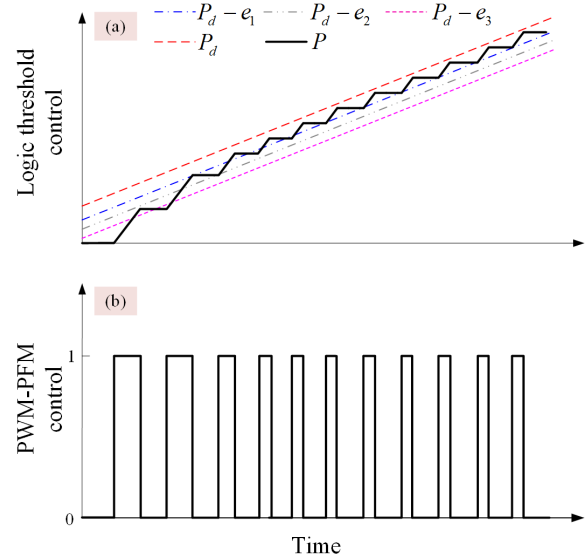 (a) P_d − e_1 P_d − e_2 P_d − e_3
P_d P
Logic threshold
control
(b)
PWM-PFM
control
1
0
Time